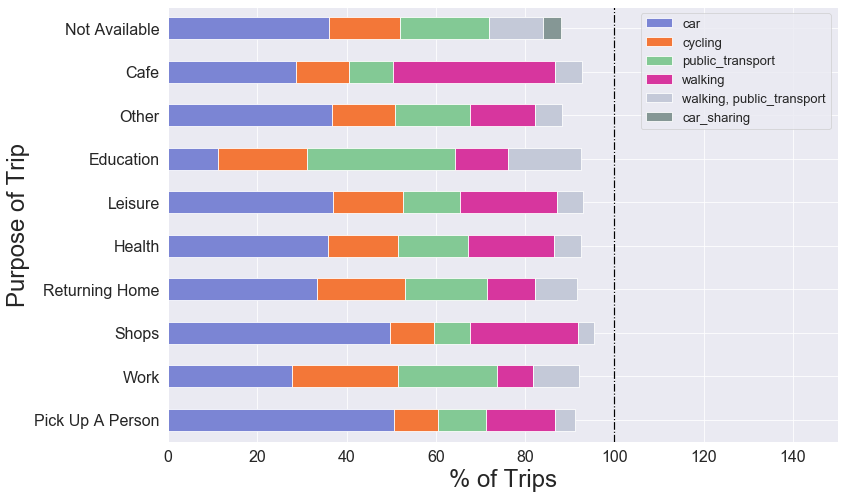 Not Available
Cafe
Other
Education
Leisure
Health
Returning Home
Shops
Work
Pick Up A Person
Purpose of Trip
0 20 40 60 80 100 120 140
% of Trips
car
cycling
public_transport
walking
walking, public_transport
car_sharing